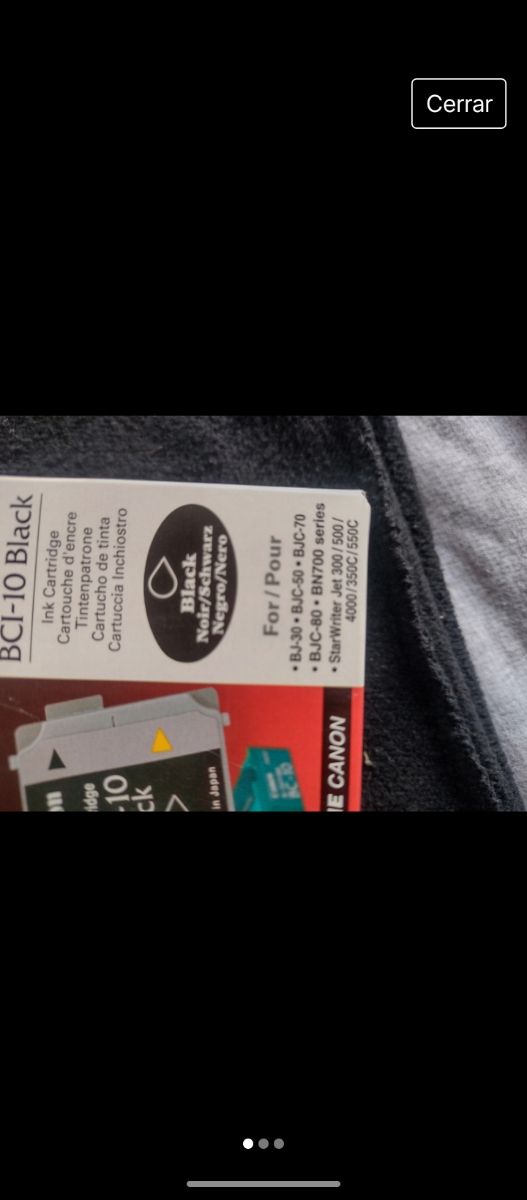 Cerrar
BCI-10 Black
Ink Cartridge
Cartouche d'encre
Tintenpatrone
Cartucho de tinta
Cartuccia Inchiostro
Black
Noir/Schwarz
Negro/Nero
For/Pour
• BJ-30 • BJC-50 • BJC-70
• BJC-80 • BN700 series
• StarWriter Jet 300/500/
4000/350C/550C
CANON
10
in Japan